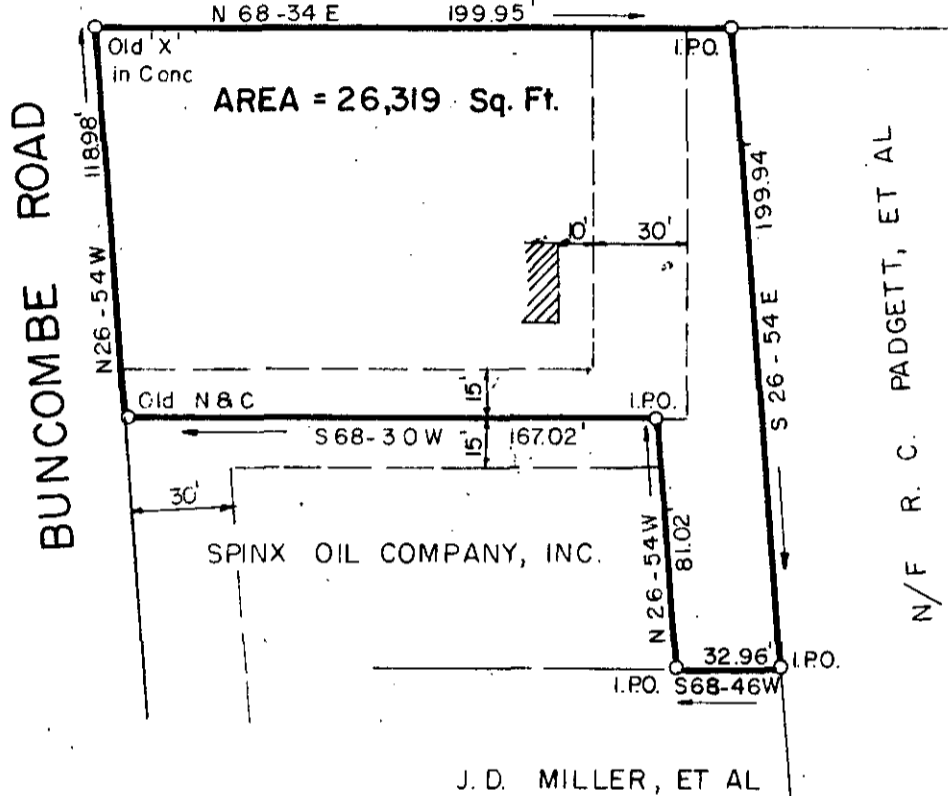 N 68-34 E 199.95'
Old 'X' in Conc
I.P.O.
AREA = 26,319 Sq. Ft.
BUNCOMBE ROAD
N26-54W 118.98'
10' 30'
S 26-54 E 199.94'
N/F R. C. PADGETT, ET AL
15'
Old N & C
I.P.O.
S 68-30 W 167.02'
15'
30'
SPINX OIL COMPANY, INC.
N 26-54W 81.02'
32.96'
I.P.O.
I.P.O.
S68-46W
J. D. MILLER, ET AL